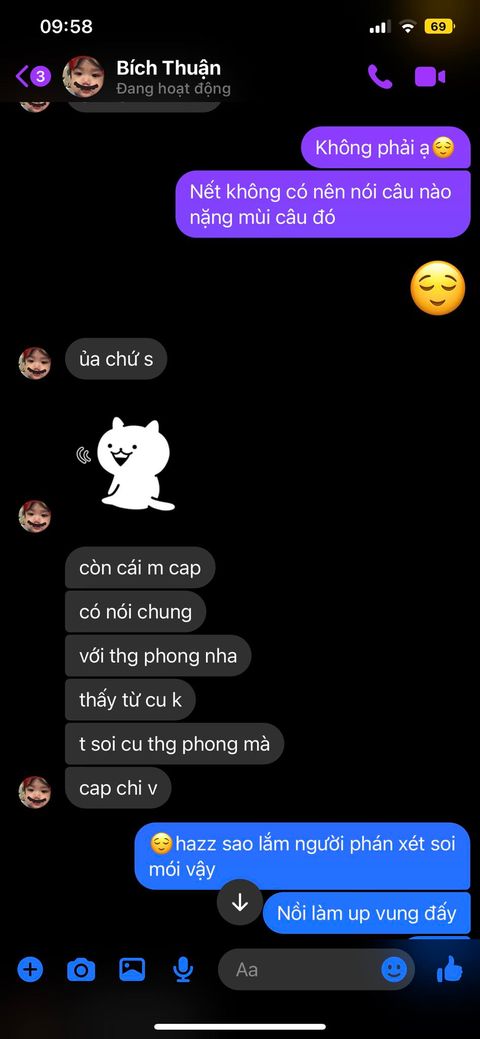 09:58
69
3
Bích Thuận
Đang hoạt động
Không phải ạ😌
Nết không có nên nói câu nào
nặng mùi câu đó
😌
ủa chứ s
còn cái m cap
có nói chung
với thg phong nha
thấy từ cu k
t soi cu thg phong mà
cap chi v
😌hazz sao lắm người phán xét soi
mói vậy
Nồi làm up vung đấy
Aa